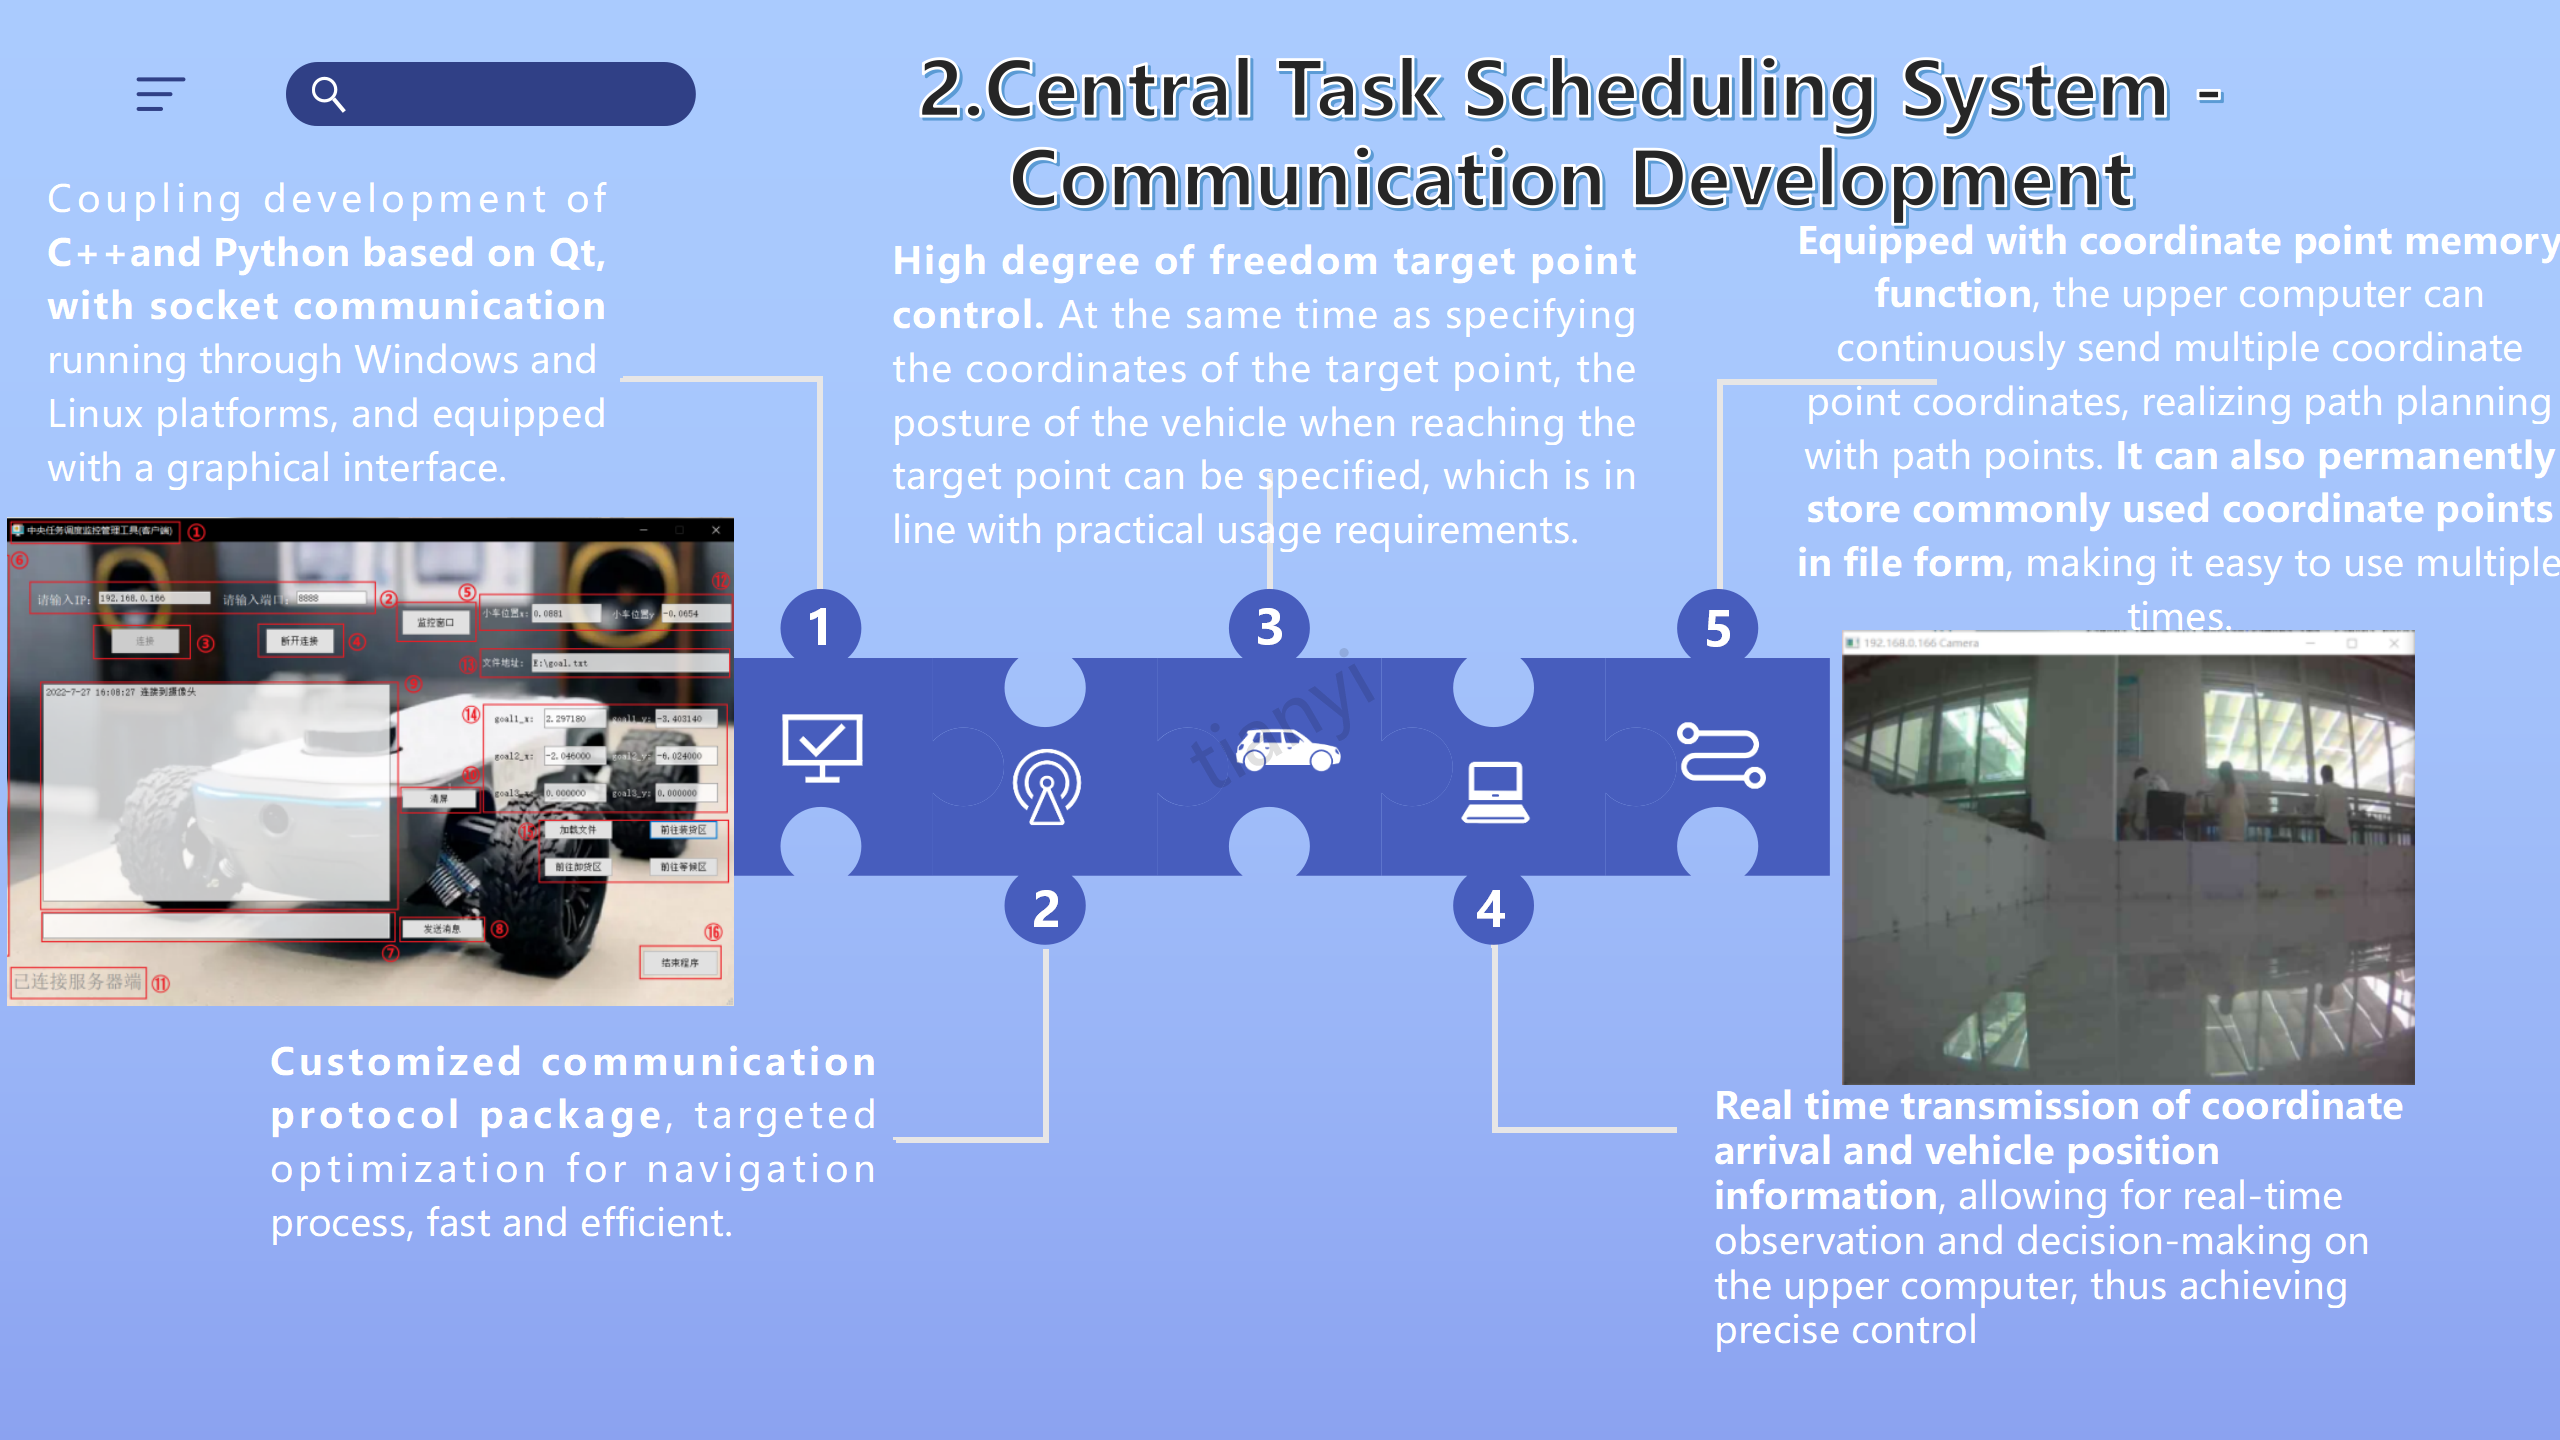 2.Central Task Scheduling System -
Communication Development
Coupling development of
C++and Python based on Qt,
with socket communication
running through Windows and
Linux platforms, and equipped
with a graphical interface.
High degree of freedom target point
control. At the same time as specifying
the coordinates of the target point, the
posture of the vehicle when reaching the
target point can be specified, which is in
line with practical usage requirements.
Equipped with coordinate point memory
function, the upper computer can
continuously send multiple coordinate
point coordinates, realizing path planning
with path points. It can also permanently
store commonly used coordinate points
in file form, making it easy to use multiple
times.
中央任务调度监控管理工具(客户端) ①
⑥
⑫
请输入IP: 192.168.0.166 请输入端口: 8888 ②
⑤
小车位置x: 0.0881 小车位置y -0.0654
监控窗口
连接 ③ 断开连接 ④
⑬ 文件地址: E:\goal.txt
⑨
2022-7-27 16:08:27 连接到摄像头
⑭ goal1_x: 2.297180 goal1_y: -3.403140
goal2_x: -2.046000 goal2_y: -6.024000
⑩ goal3_x: 0.000000 goal3_y: 0.000000
清屏
⑮ 加载文件 前往装货区
前往卸货区 前往等候区
发送消息 ⑧
⑦
⑯
结束程序
已连接服务器端 ⑪
1
2
3
4
5
tianyi
192.168.0.166 Camera
Customized communication
protocol package, targeted
optimization for navigation
process, fast and efficient.
Real time transmission of coordinate
arrival and vehicle position
information, allowing for real-time
observation and decision-making on
the upper computer, thus achieving
precise control